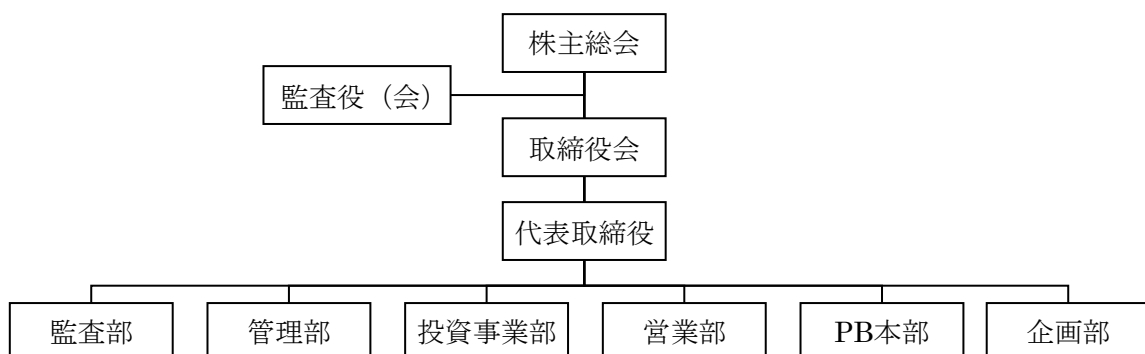 株主総会
監査役（会）
取締役会
代表取締役
監査部
管理部
投資事業部
営業部
PB本部
企画部